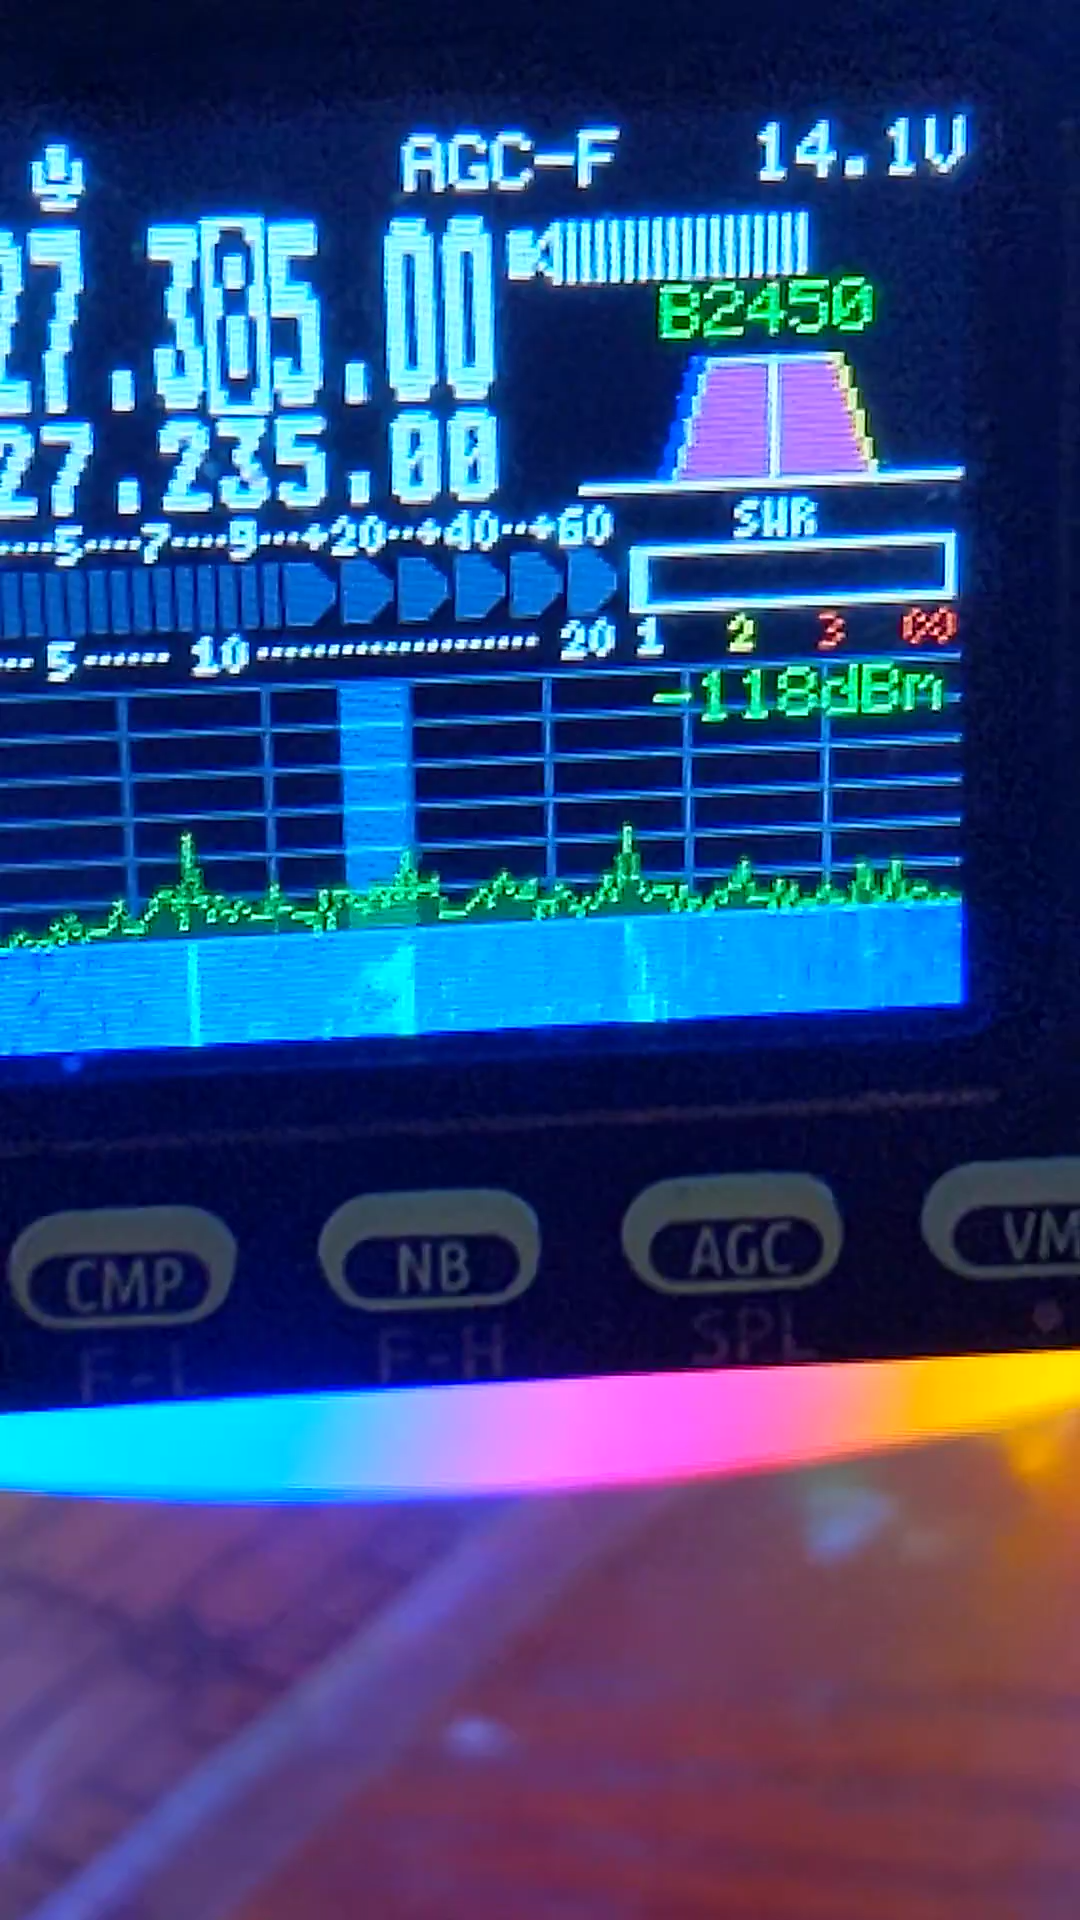 AGC-F 14.1V
27.385.00
B2450
27.235.00
5 7 9 +20 +40 +60 SWR
5 10 20 1 2 3 ∞
-118dBm
CMP NB AGC VM
F-L F-H SPL